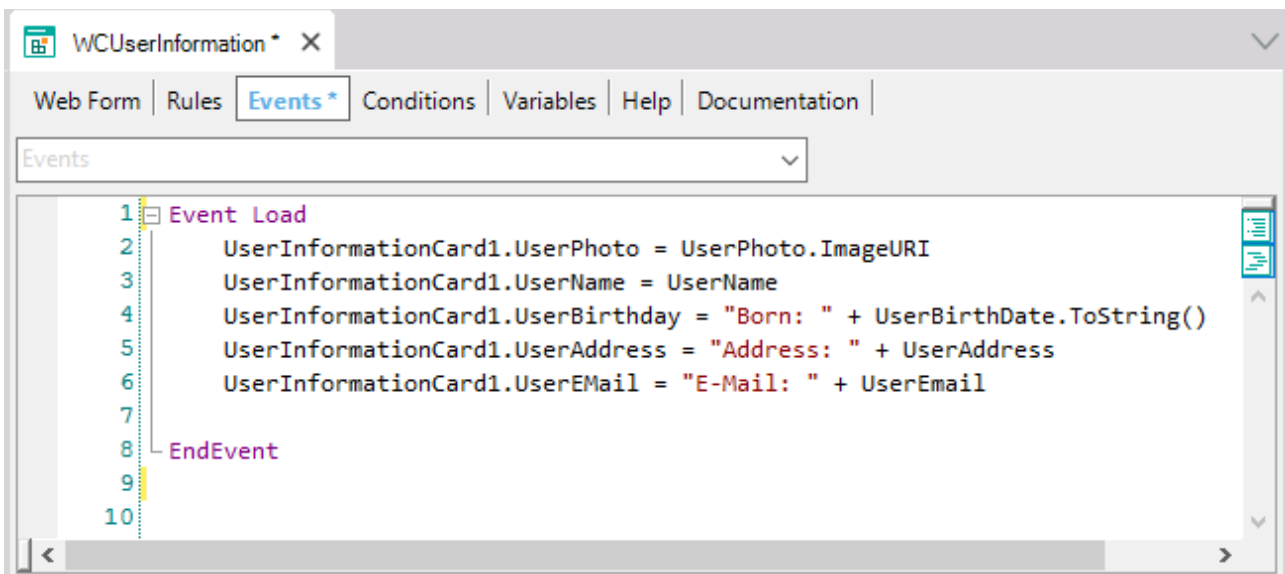 WCUserInformation *
Web Form Rules Events * Conditions Variables Help Documentation
Events
1 Event Load
2 UserInformationCard1.UserPhoto = UserPhoto.ImageURI
3 UserInformationCard1.UserName = UserName
4 UserInformationCard1.UserBirthday = "Born: " + UserBirthDate.ToString()
5 UserInformationCard1.UserAddress = "Address: " + UserAddress
6 UserInformationCard1.UserEMail = "E-Mail: " + UserEmail
7
8 EndEvent
9
10